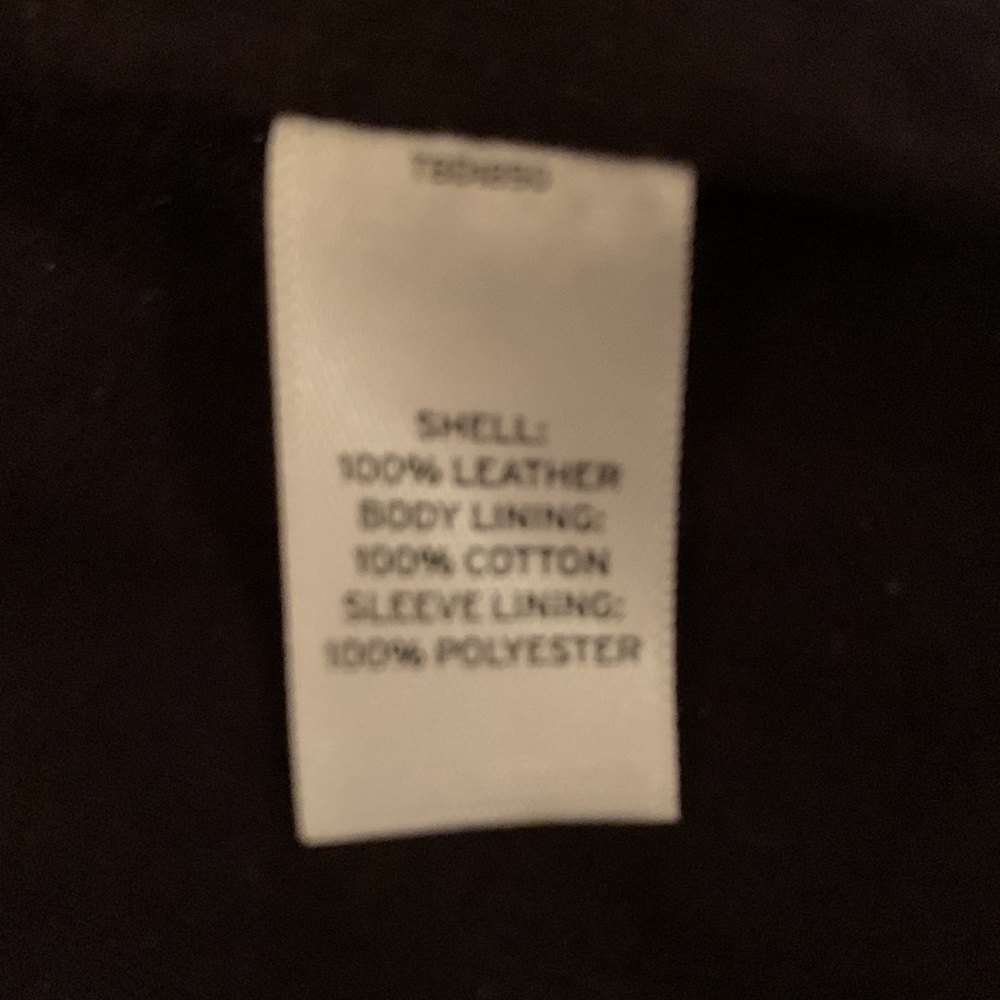 SHELL:
100% LEATHER
BODY LINING:
100% COTTON
SLEEVE LINING:
100% POLYESTER